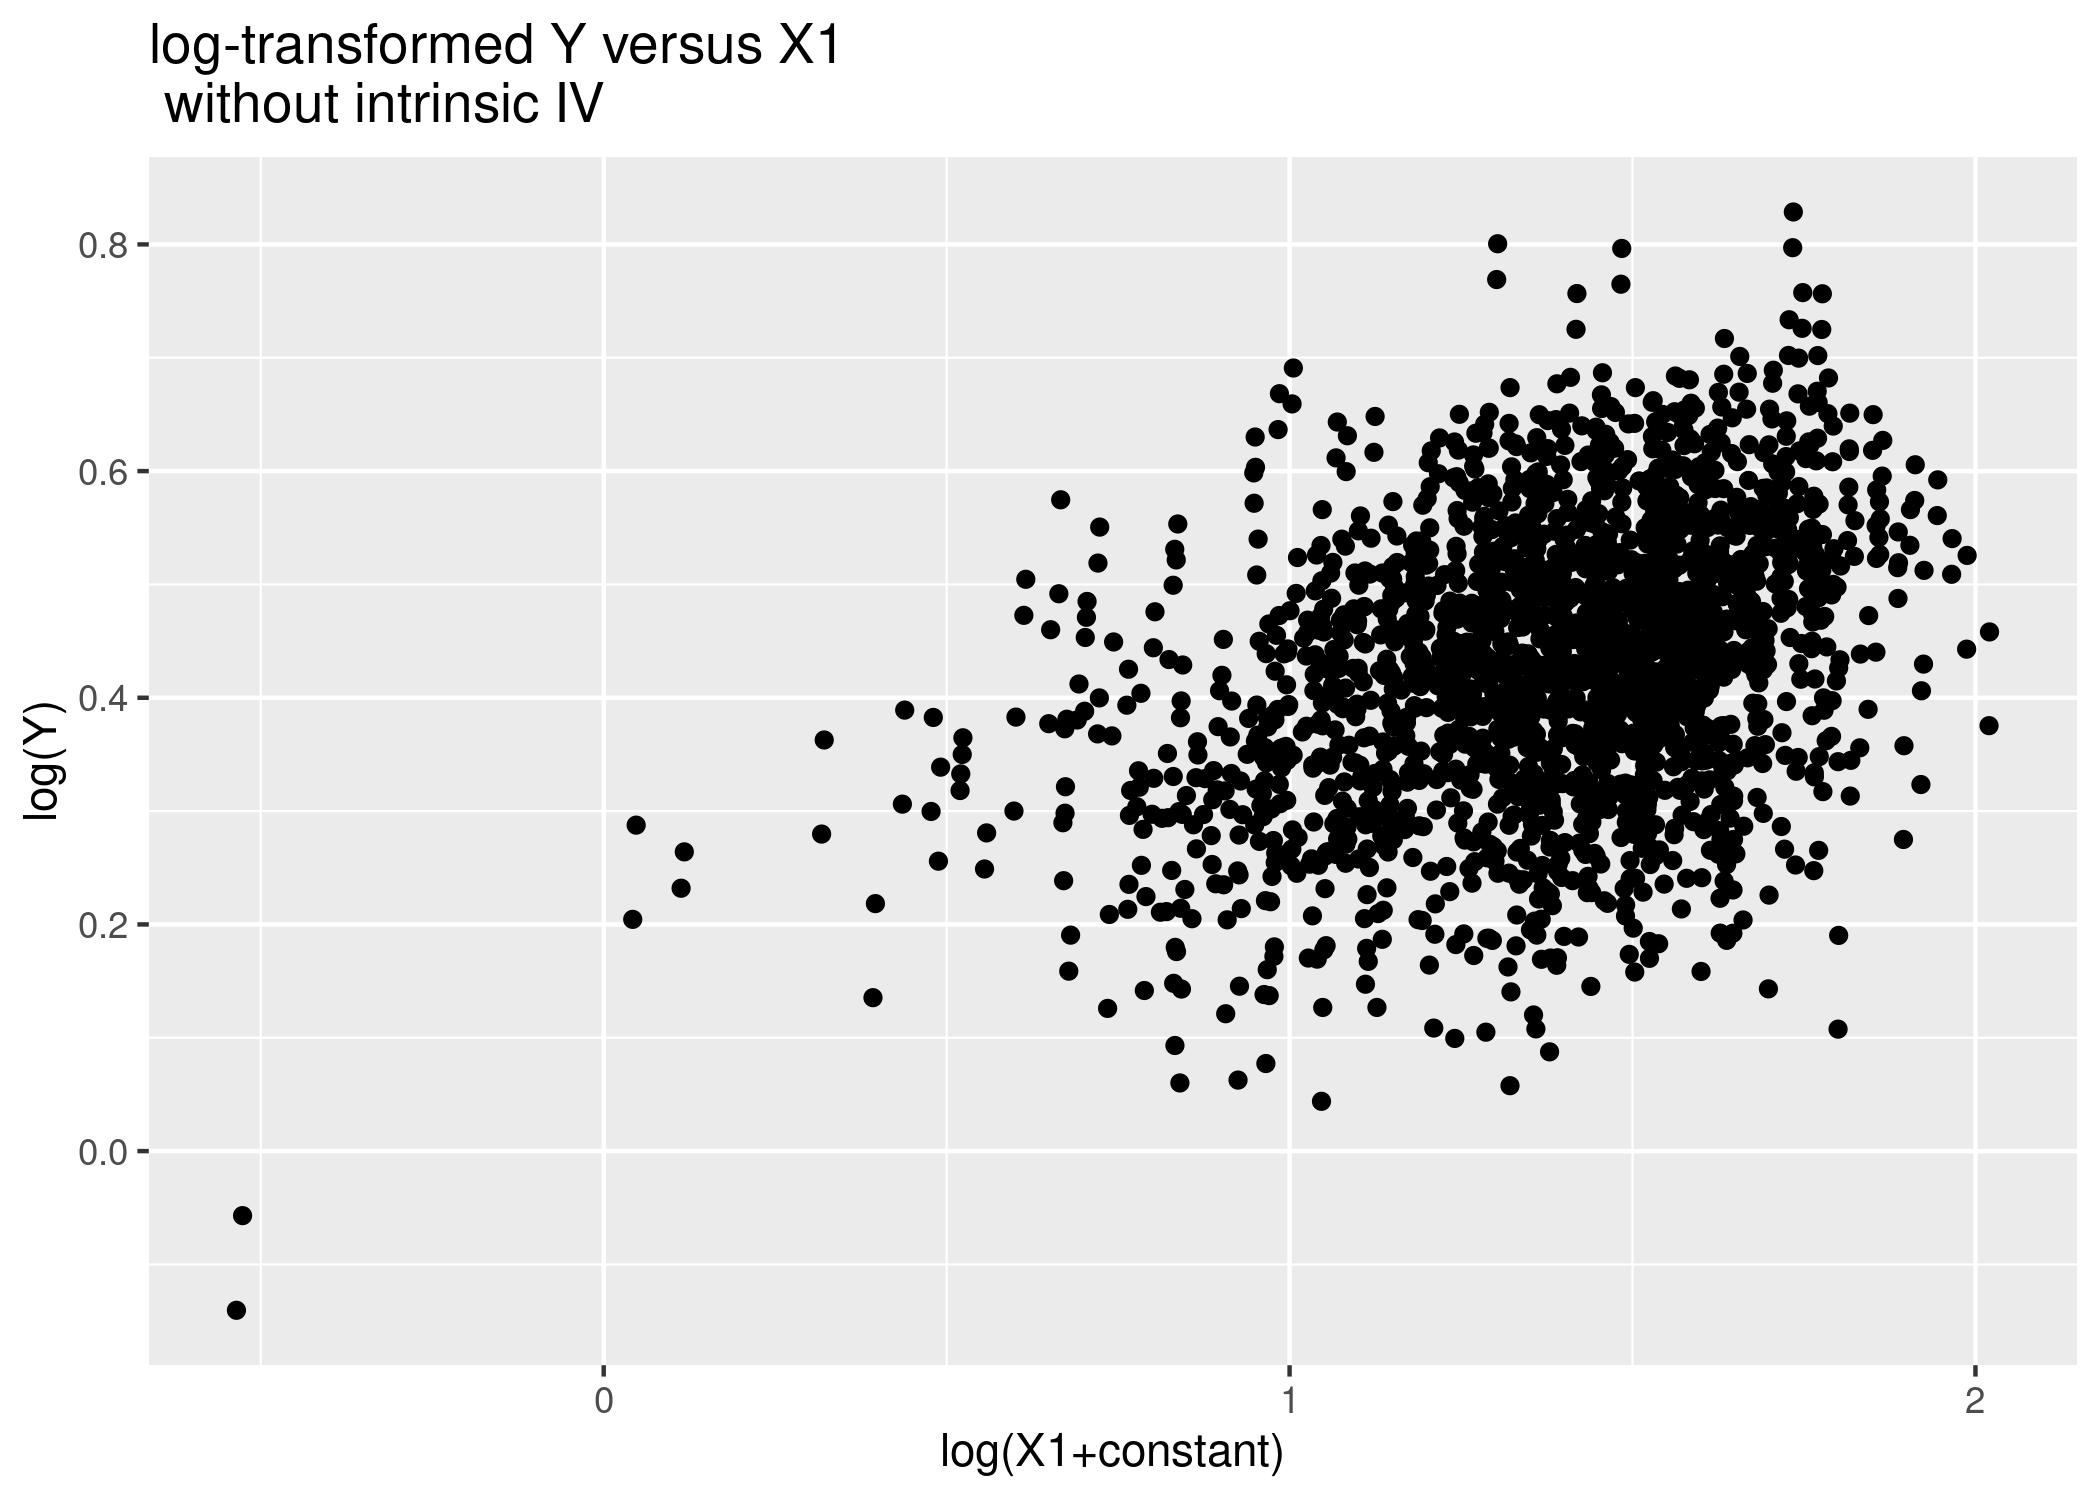 log-transformed Y versus X1
without intrinsic IV
0.8
0.6
0.4
0.2
0.0
log(Y)
0
1
2
log(X1+constant)